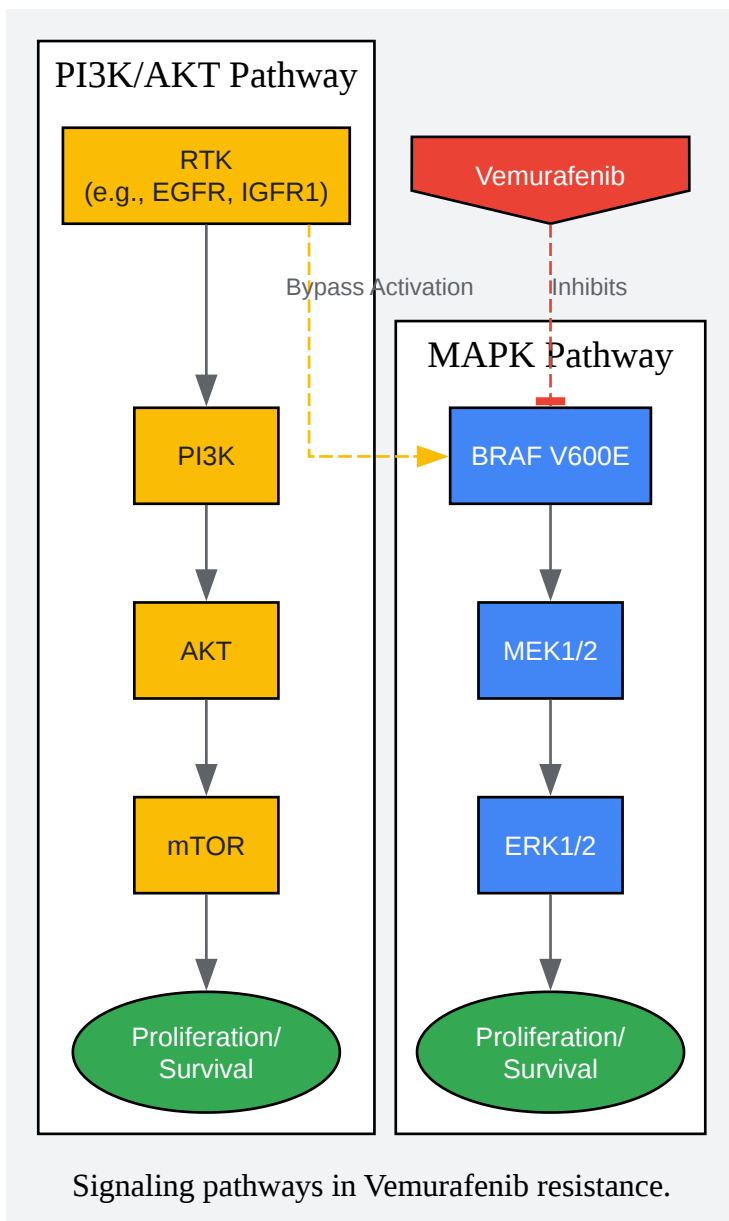 PI3K/AKT Pathway
RTK
(e.g., EGFR, IGFR1)
Vemurafenib
Bypass Activation
Inhibits
MAPK Pathway
PI3K
BRAF V600E
AKT
MEK1/2
mTOR
ERK1/2
Proliferation/
Survival
Proliferation/
Survival
Signaling pathways in Vemurafenib resistance.